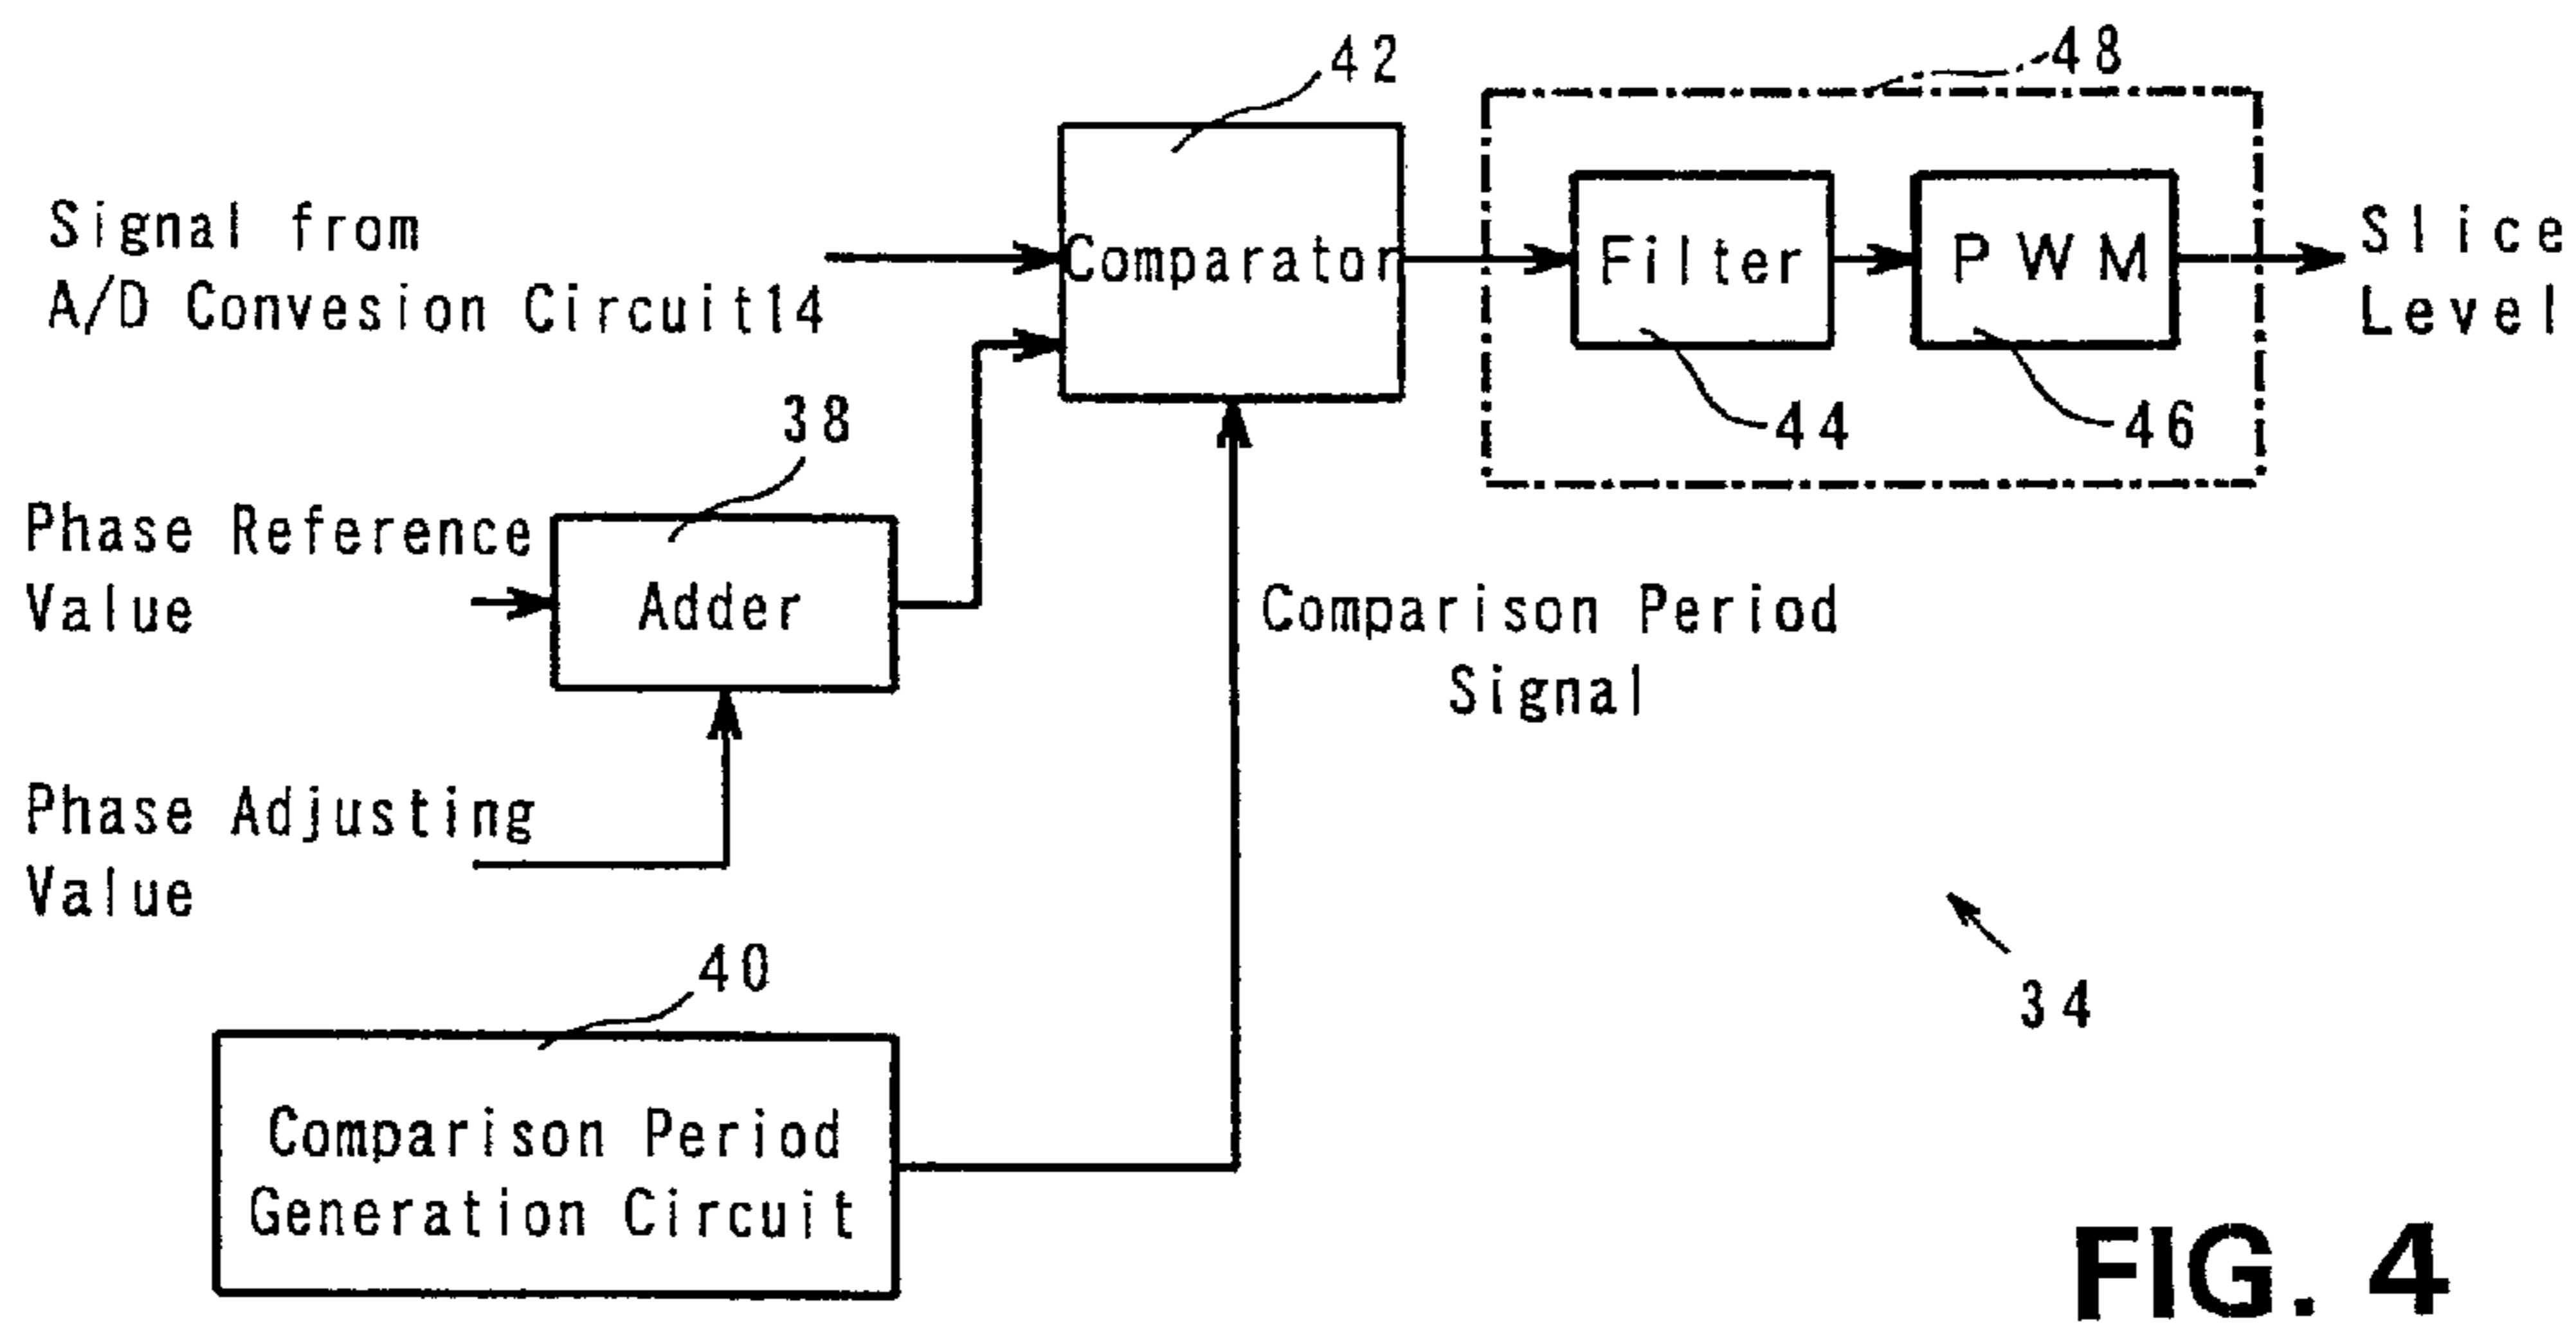 42
48
Signal from
A/D Convesion Circuit14
Comparator
Filter
PWM
Slice
Level
44
46
38
Phase Reference
Value
Adder
Comparison Period
Signal
Phase Adjusting
Value
34
40
Comparison Period
Generation Circuit
FIG. 4